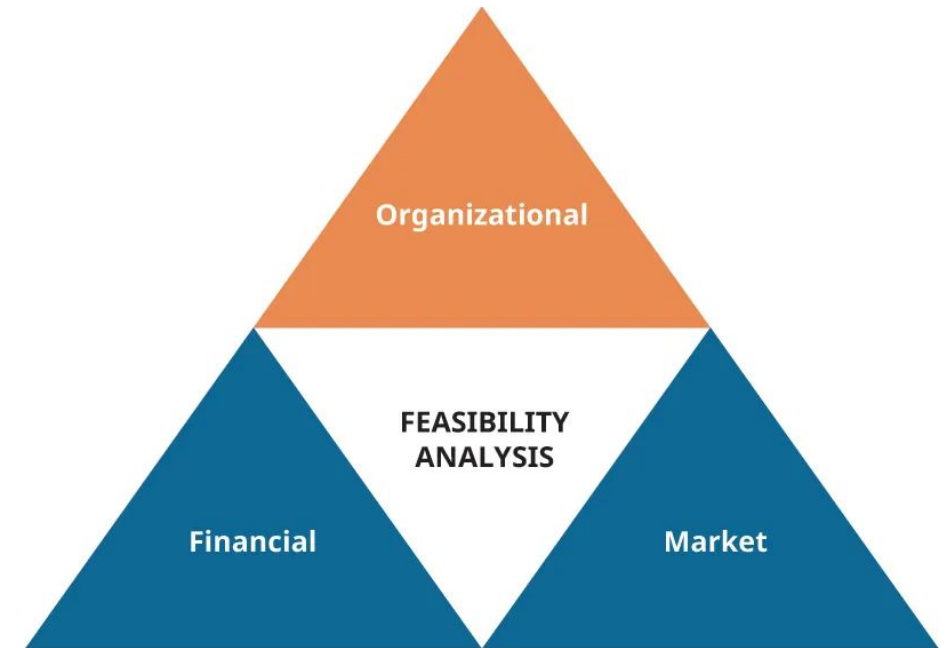 Organizational
FEASIBILITY
ANALYSIS
Financial
Market